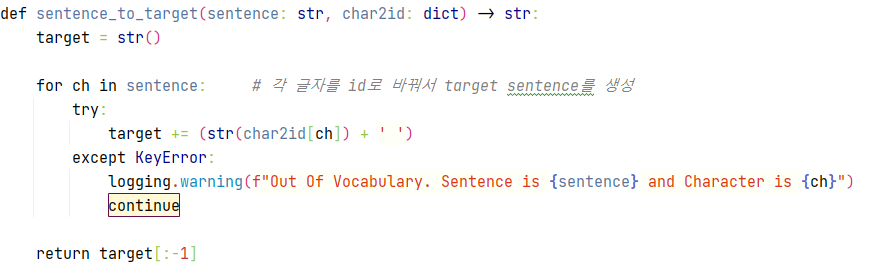 def sentence_to_target(sentence: str, char2id: dict) -> str:
    target = str()
    for ch in sentence:     # 각 글자를 id로 바꿔서 target sentence를 생성
        try:
            target += (str(char2id[ch]) + ' ')
        except KeyError:
            logging.warning(f"Out Of Vocabulary. Sentence is {sentence} and Character is {ch}")
            continue
    return target[:-1]